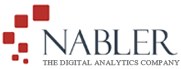 NABLER
THE DIGITAL ANALYTICS COMPANY